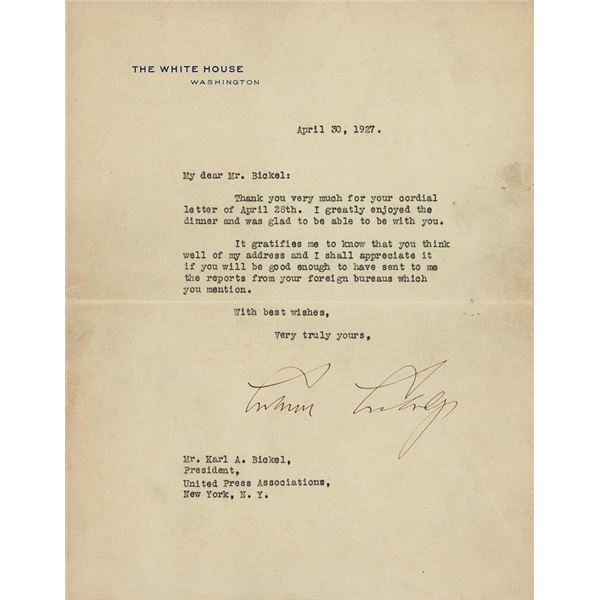 THE WHITE HOUSE
WASHINGTON
April 30, 1927.
My dear Mr. Bickel:
Thank you very much for your cordial
letter of April 28th. I greatly enjoyed the
dinner and was glad to be able to be with you.
It gratifies me to know that you think
well of my address and I shall appreciate it
if you will be good enough to have sent to me
the reports from your foreign bureaus which
you mention.
With best wishes,
Very truly yours,
Calvin Coolidge
Mr. Karl A. Bickel,
President,
United Press Associations,
New York, N. Y.